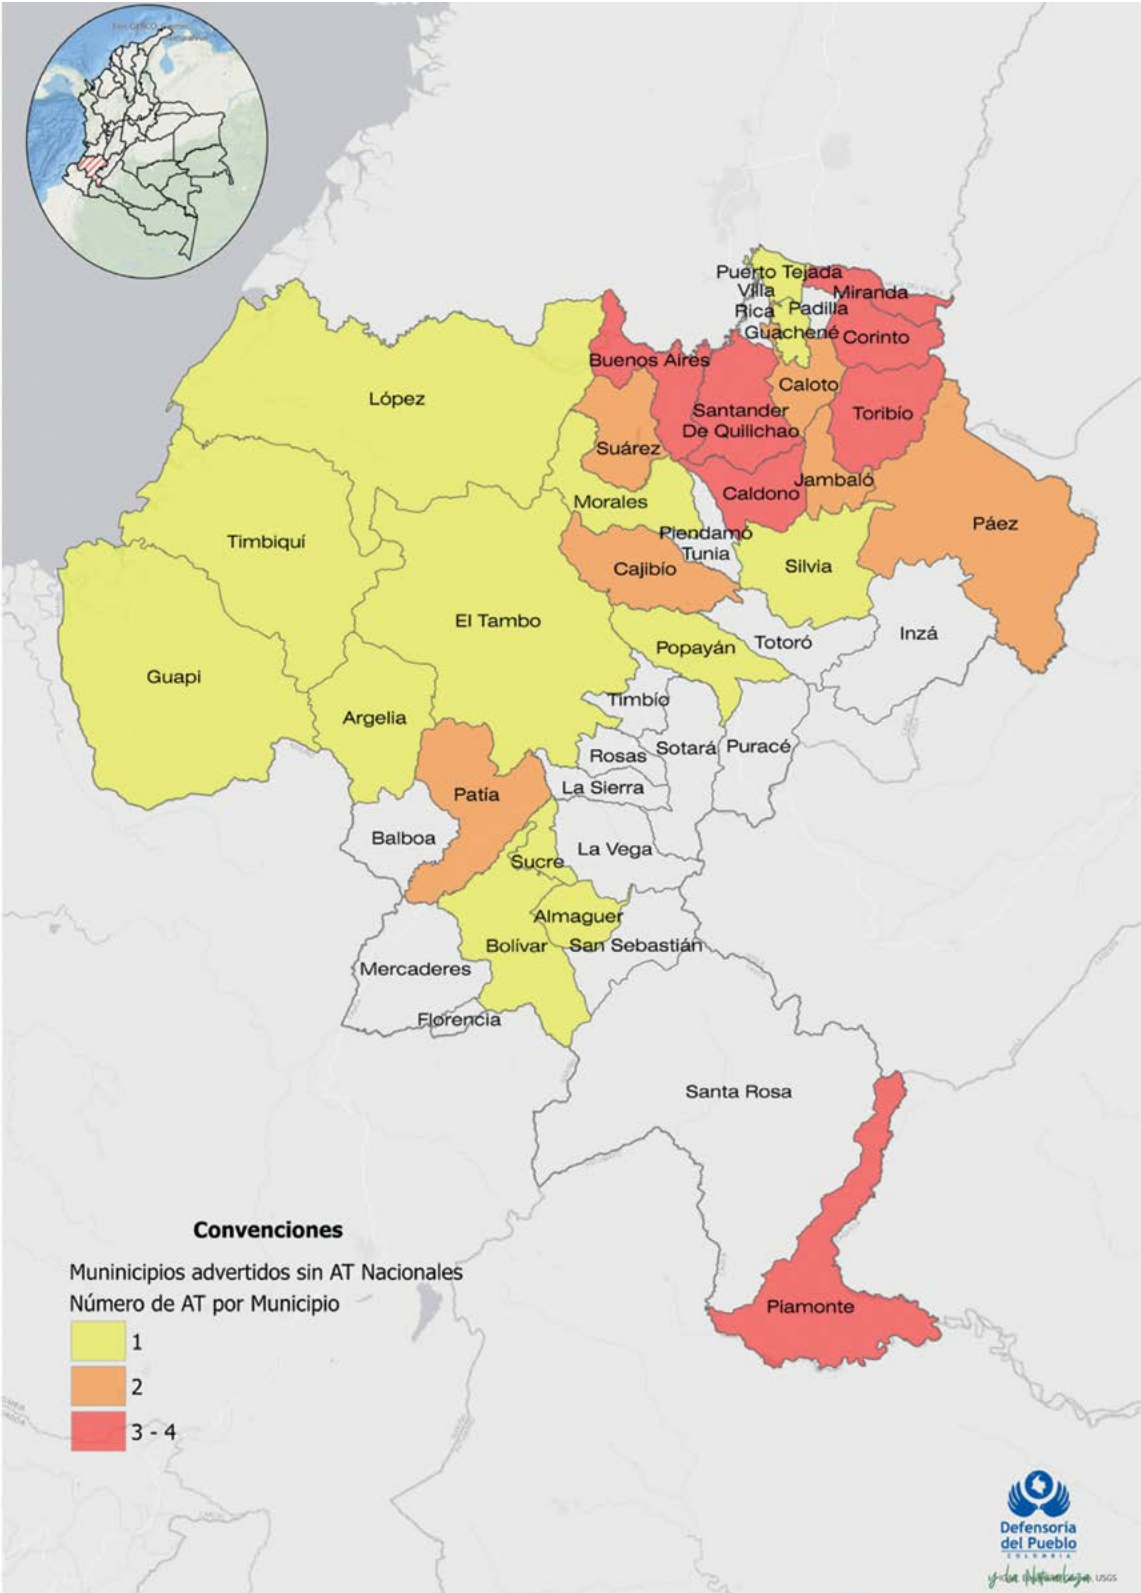 Puerto Tejada
Villa
Rica
Padilla
Miranda
Guachené
Corinto
Buenos Aires
Caloto
López
Santander
De Quilichao
Toribío
Suárez
Jambaló
Caldono
Morales
Páez
Piendamó
Tunia
Timbiquí
Cajibío
Silvia
El Tambo
Inzá
Totoró
Popayán
Guapi
Timbío
Argelia
Sotará
Puracé
Rosas
La Sierra
Patía
Balboa
La Vega
Sucre
Almaguer
Bolívar
San Sebastián
Mercaderes
Florencia
Santa Rosa
Piamonte
Convenciones
Muninicipios advertidos sin AT Nacionales
Número de AT por Municipio
1
2
3 - 4
Defensoría
del Pueblo
COLOMBIA